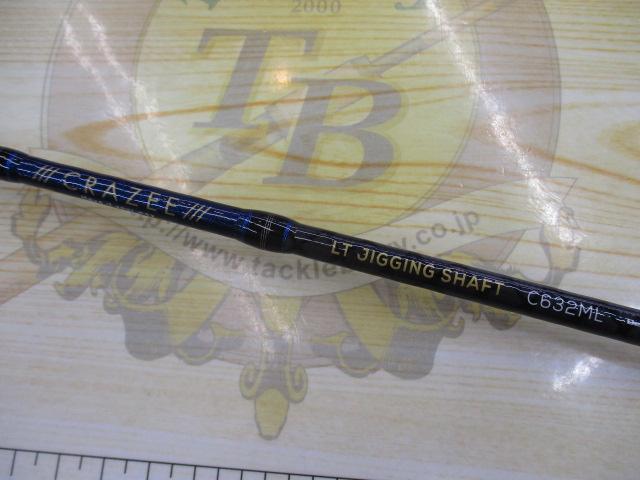 2000
TB
/// CRAZEE ///
LT JIGGING SHAFT C632ML